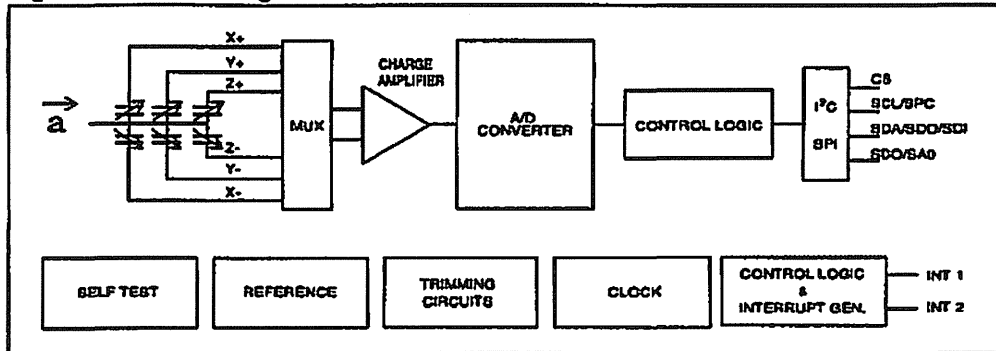 X+
Y+
Z+
a
Z-
Y-
X-
MUX
CHARGE
AMPLIFIER
A/D
CONVERTER
CONTROL LOGIC
I²C
SPI
CS
SCL/SPC
SDA/SDO/SDI
SDO/SA0
SELF TEST
REFERENCE
TRIMMING
CIRCUITS
CLOCK
CONTROL LOGIC
&
INTERRUPT GEN.
INT 1
INT 2